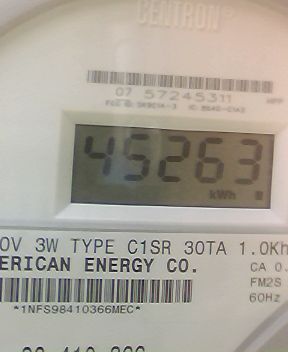 CENTRON®
07 57245311
45263
kWh
0V 3W TYPE C1SR 30TA 1.0Kh
ERICAN ENERGY CO.
CA 0.
FM2S
60Hz
*1NFS98410366MEC*